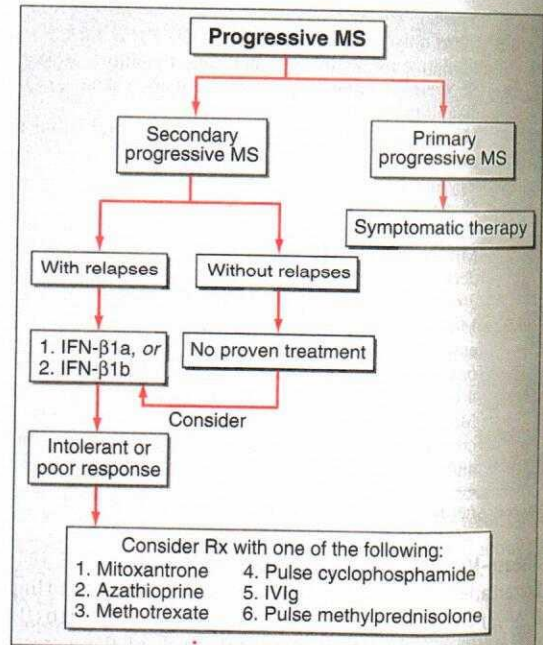 Progressive MS
Secondary
progressive MS
Primary
progressive MS
Symptomatic therapy
With relapses
Without relapses
1. IFN-β1a, or
2. IFN-β1b
No proven treatment
Consider
Intolerant or
poor response
Consider Rx with one of the following:
1. Mitoxantrone
2. Azathioprine
3. Methotrexate
4. Pulse cyclophosphamide
5. IVIg
6. Pulse methylprednisolone